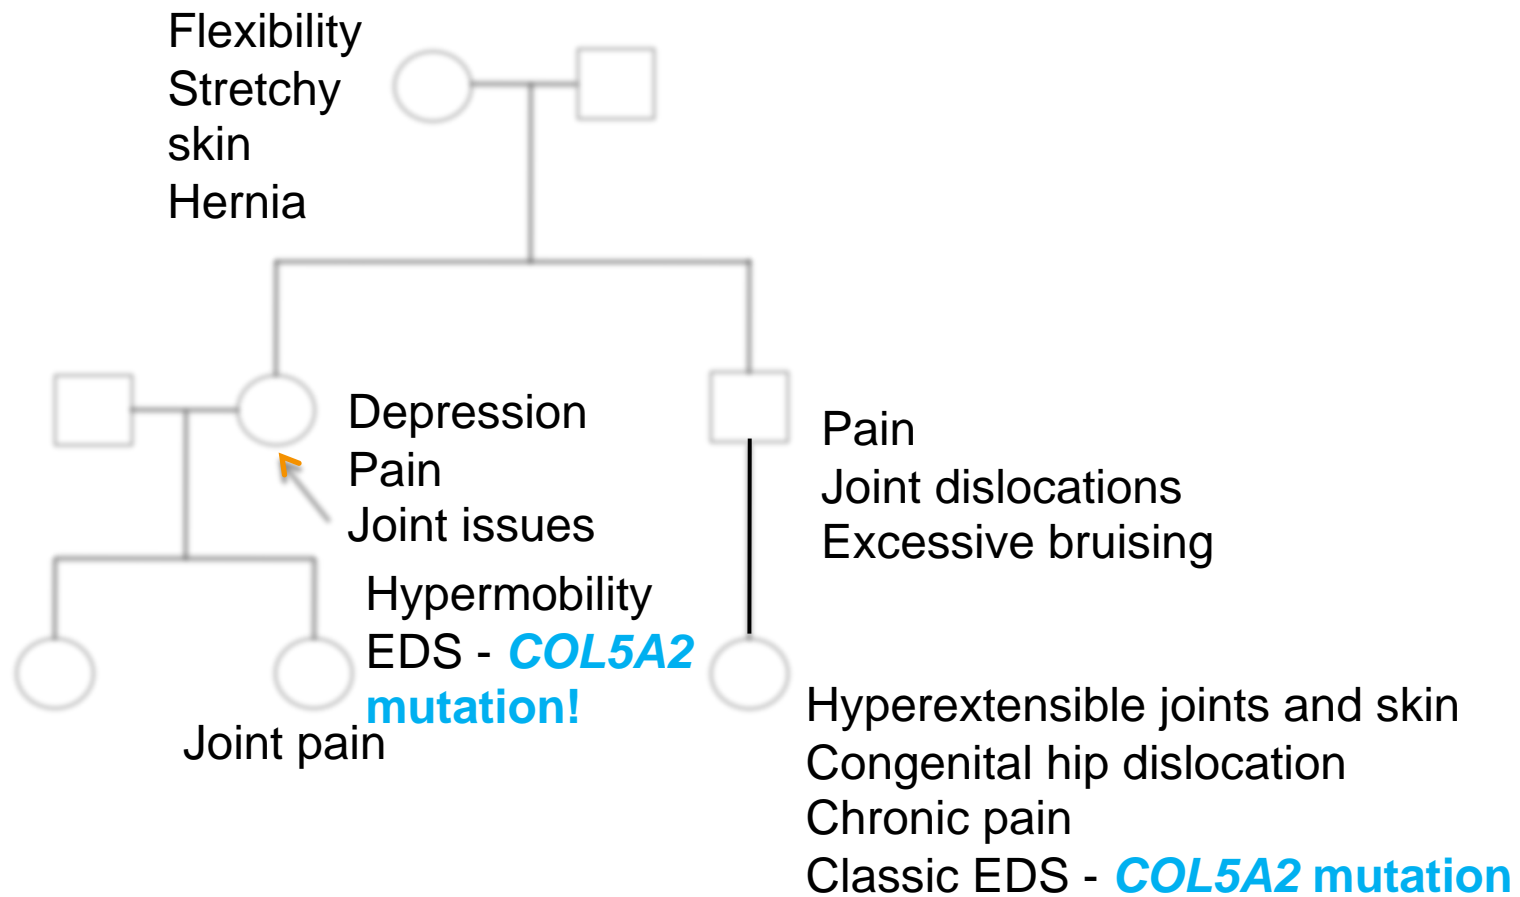 Flexibility
Stretchy
skin
Hernia
Depression
Pain
Joint issues
Hypermobility
EDS - COL5A2
mutation!
Pain
Joint dislocations
Excessive bruising
Joint pain
Hyperextensible joints and skin
Congenital hip dislocation
Chronic pain
Classic EDS - COL5A2 mutation